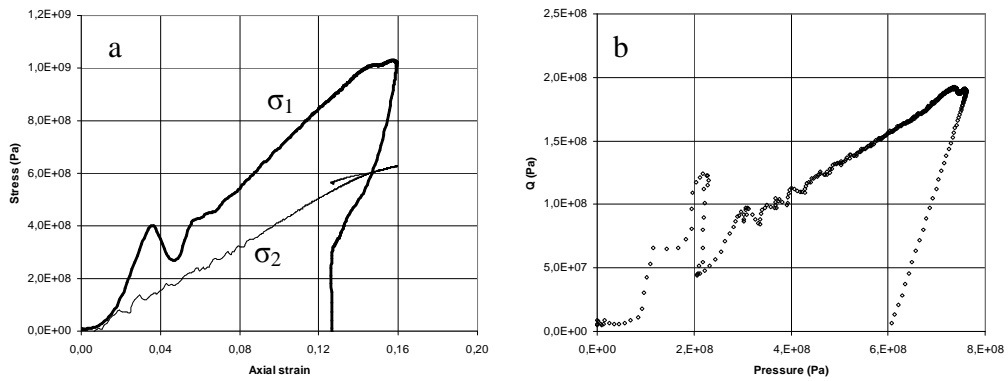 a
1,2E+09
1,0E+09
8,0E+08
6,0E+08
4,0E+08
2,0E+08
0,0E+00
Stress (Pa)
σ1
σ2
0,00 0,04 0,08 0,12 0,16 0,20
Axial strain
b
2,5E+08
2,0E+08
1,5E+08
1,0E+08
5,0E+07
0,0E+00
Q (Pa)
0,E+00 2,E+08 4,E+08 6,E+08 8,E+08
Pressure (Pa)